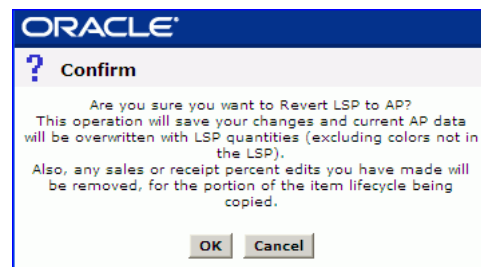 ORACLE
? Confirm
Are you sure you want to Revert LSP to AP?
This operation will save your changes and current AP data
will be overwritten with LSP quantities (excluding colors not in
the LSP).
Also, any sales or receipt percent edits you have made will
be removed, for the portion of the item lifecycle being
copied.
OK Cancel